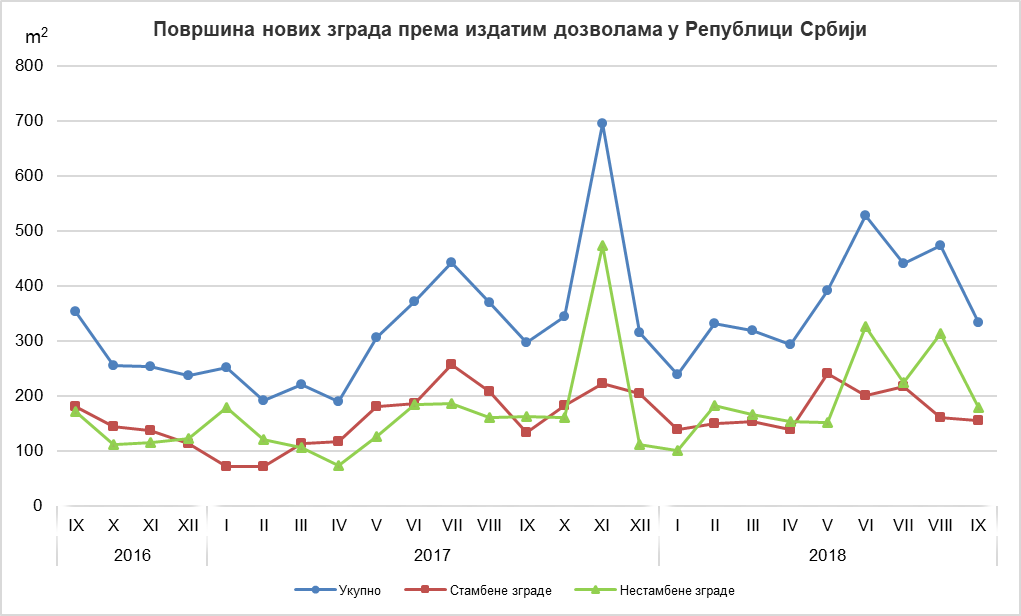 Површина нових зграда према издатим дозволама у Републици Србији
m²
800
700
600
500
400
300
200
100
0
IX X XI XII I II III IV V VI VII VIII IX X XI XII I II III IV V VI VII VIII IX
2016 2017 2018
Укупно Стамбене зграде Нестамбене зграде